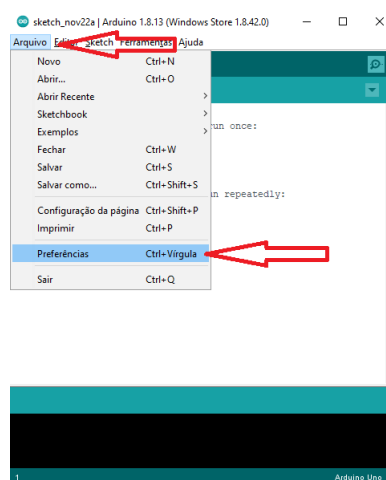 sketch_nov22a | Arduino 1.8.13 (Windows Store 1.8.42.0)
Arquivo Editar Sketch Ferramentas Ajuda
Novo Ctrl+N
Abrir... Ctrl+O
Abrir Recente
Sketchbook
Exemplos
Fechar Ctrl+W
Salvar Ctrl+S
Salvar como... Ctrl+Shift+S
Configuração da página Ctrl+Shift+P
Imprimir Ctrl+P
Preferências Ctrl+Vírgula
Sair Ctrl+Q
run once:
n repeatedly:
1 Arduino Uno